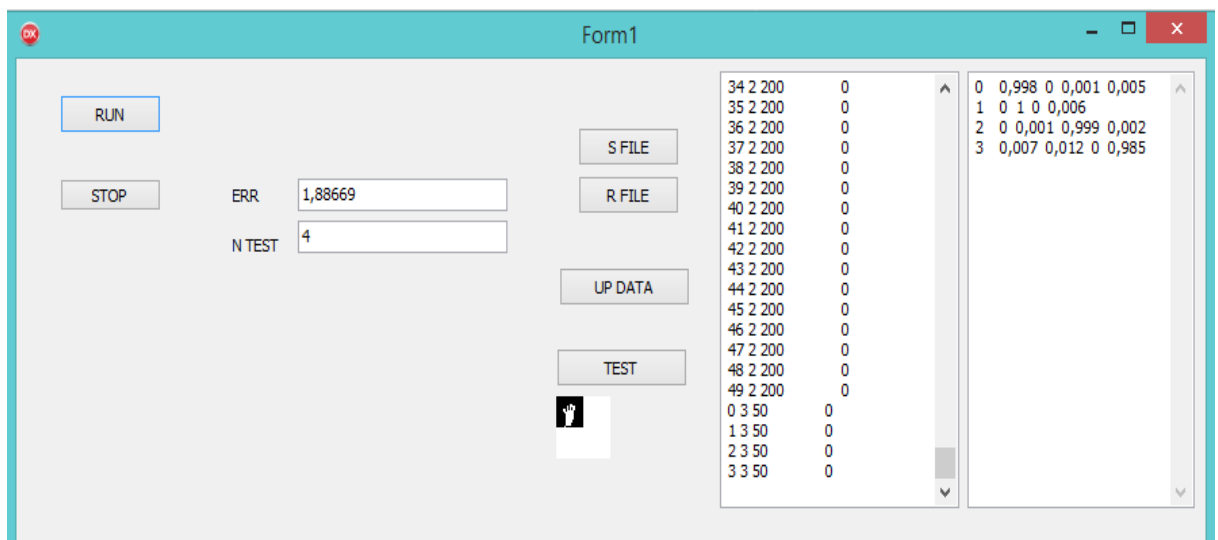 DX
Form1
RUN
STOP
ERR
1,88669
N TEST
4
S FILE
R FILE
UP DATA
TEST
34 2 200 0
35 2 200 0
36 2 200 0
37 2 200 0
38 2 200 0
39 2 200 0
40 2 200 0
41 2 200 0
42 2 200 0
43 2 200 0
44 2 200 0
45 2 200 0
46 2 200 0
47 2 200 0
48 2 200 0
49 2 200 0
0 3 50 0
1 3 50 0
2 3 50 0
3 3 50 0
0 0,998 0 0,001 0,005
1 0 1 0 0,006
2 0 0,001 0,999 0,002
3 0,007 0,012 0 0,985